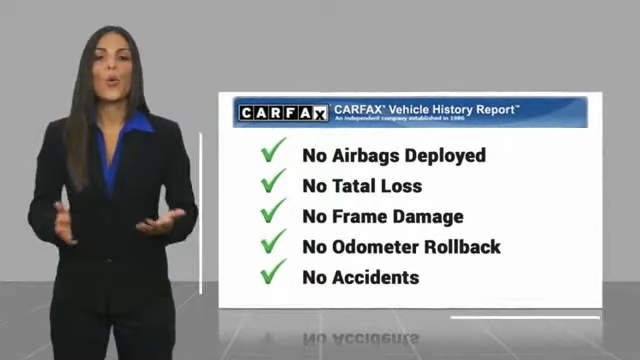 CARFAX CARFAX® Vehicle History Report™
An independent company established in 1986
No Airbags Deployed
No Tatal Loss
No Frame Damage
No Odometer Rollback
No Accidents